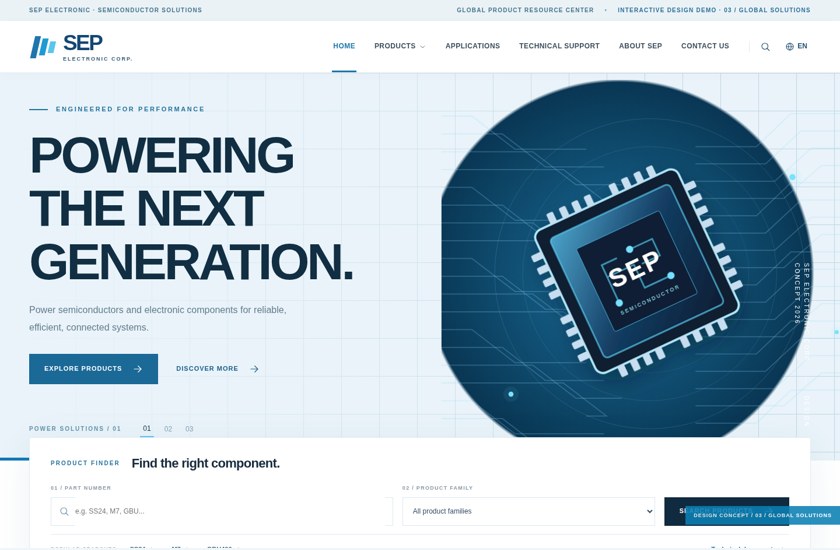 SEP ELECTRONIC · SEMICONDUCTOR SOLUTIONS
GLOBAL PRODUCT RESOURCE CENTER • INTERACTIVE DESIGN DEMO · 03 / GLOBAL SOLUTIONS
SEP
ELECTRONIC CORP.
HOME PRODUCTS APPLICATIONS TECHNICAL SUPPORT ABOUT SEP CONTACT US EN
ENGINEERED FOR PERFORMANCE
POWERING
THE NEXT
GENERATION.
Power semiconductors and electronic components for reliable,
efficient, connected systems.
EXPLORE PRODUCTS DISCOVER MORE
SEP
SEMICONDUCTOR
SEP ELECTRON
CONCEPT 2026
POWER SOLUTIONS / 01 01 02 03
PRODUCT FINDER Find the right component.
01 / PART NUMBER
02 / PRODUCT FAMILY
e.g. SS24, M7, GBU...
All product families
DESIGN CONCEPT / 03 / GLOBAL SOLUTIONS